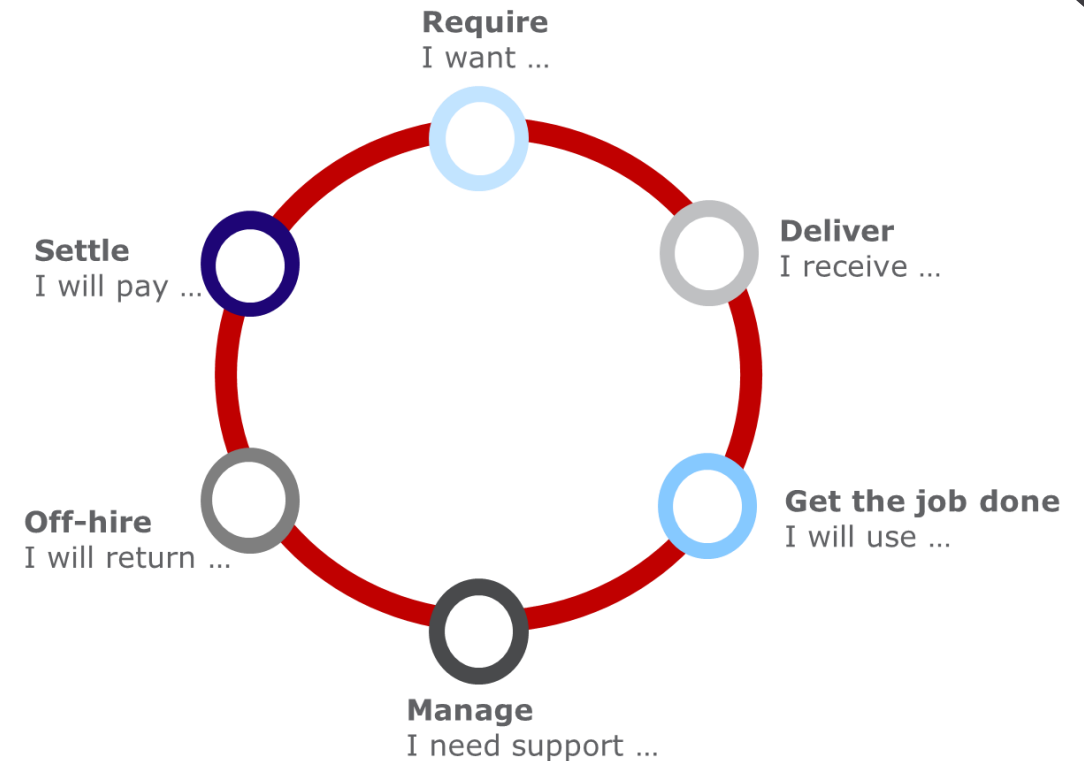 Require
I want ...
Deliver
I receive ...
Get the job done
I will use ...
Manage
I need support ...
Off-hire
I will return ...
Settle
I will pay ...